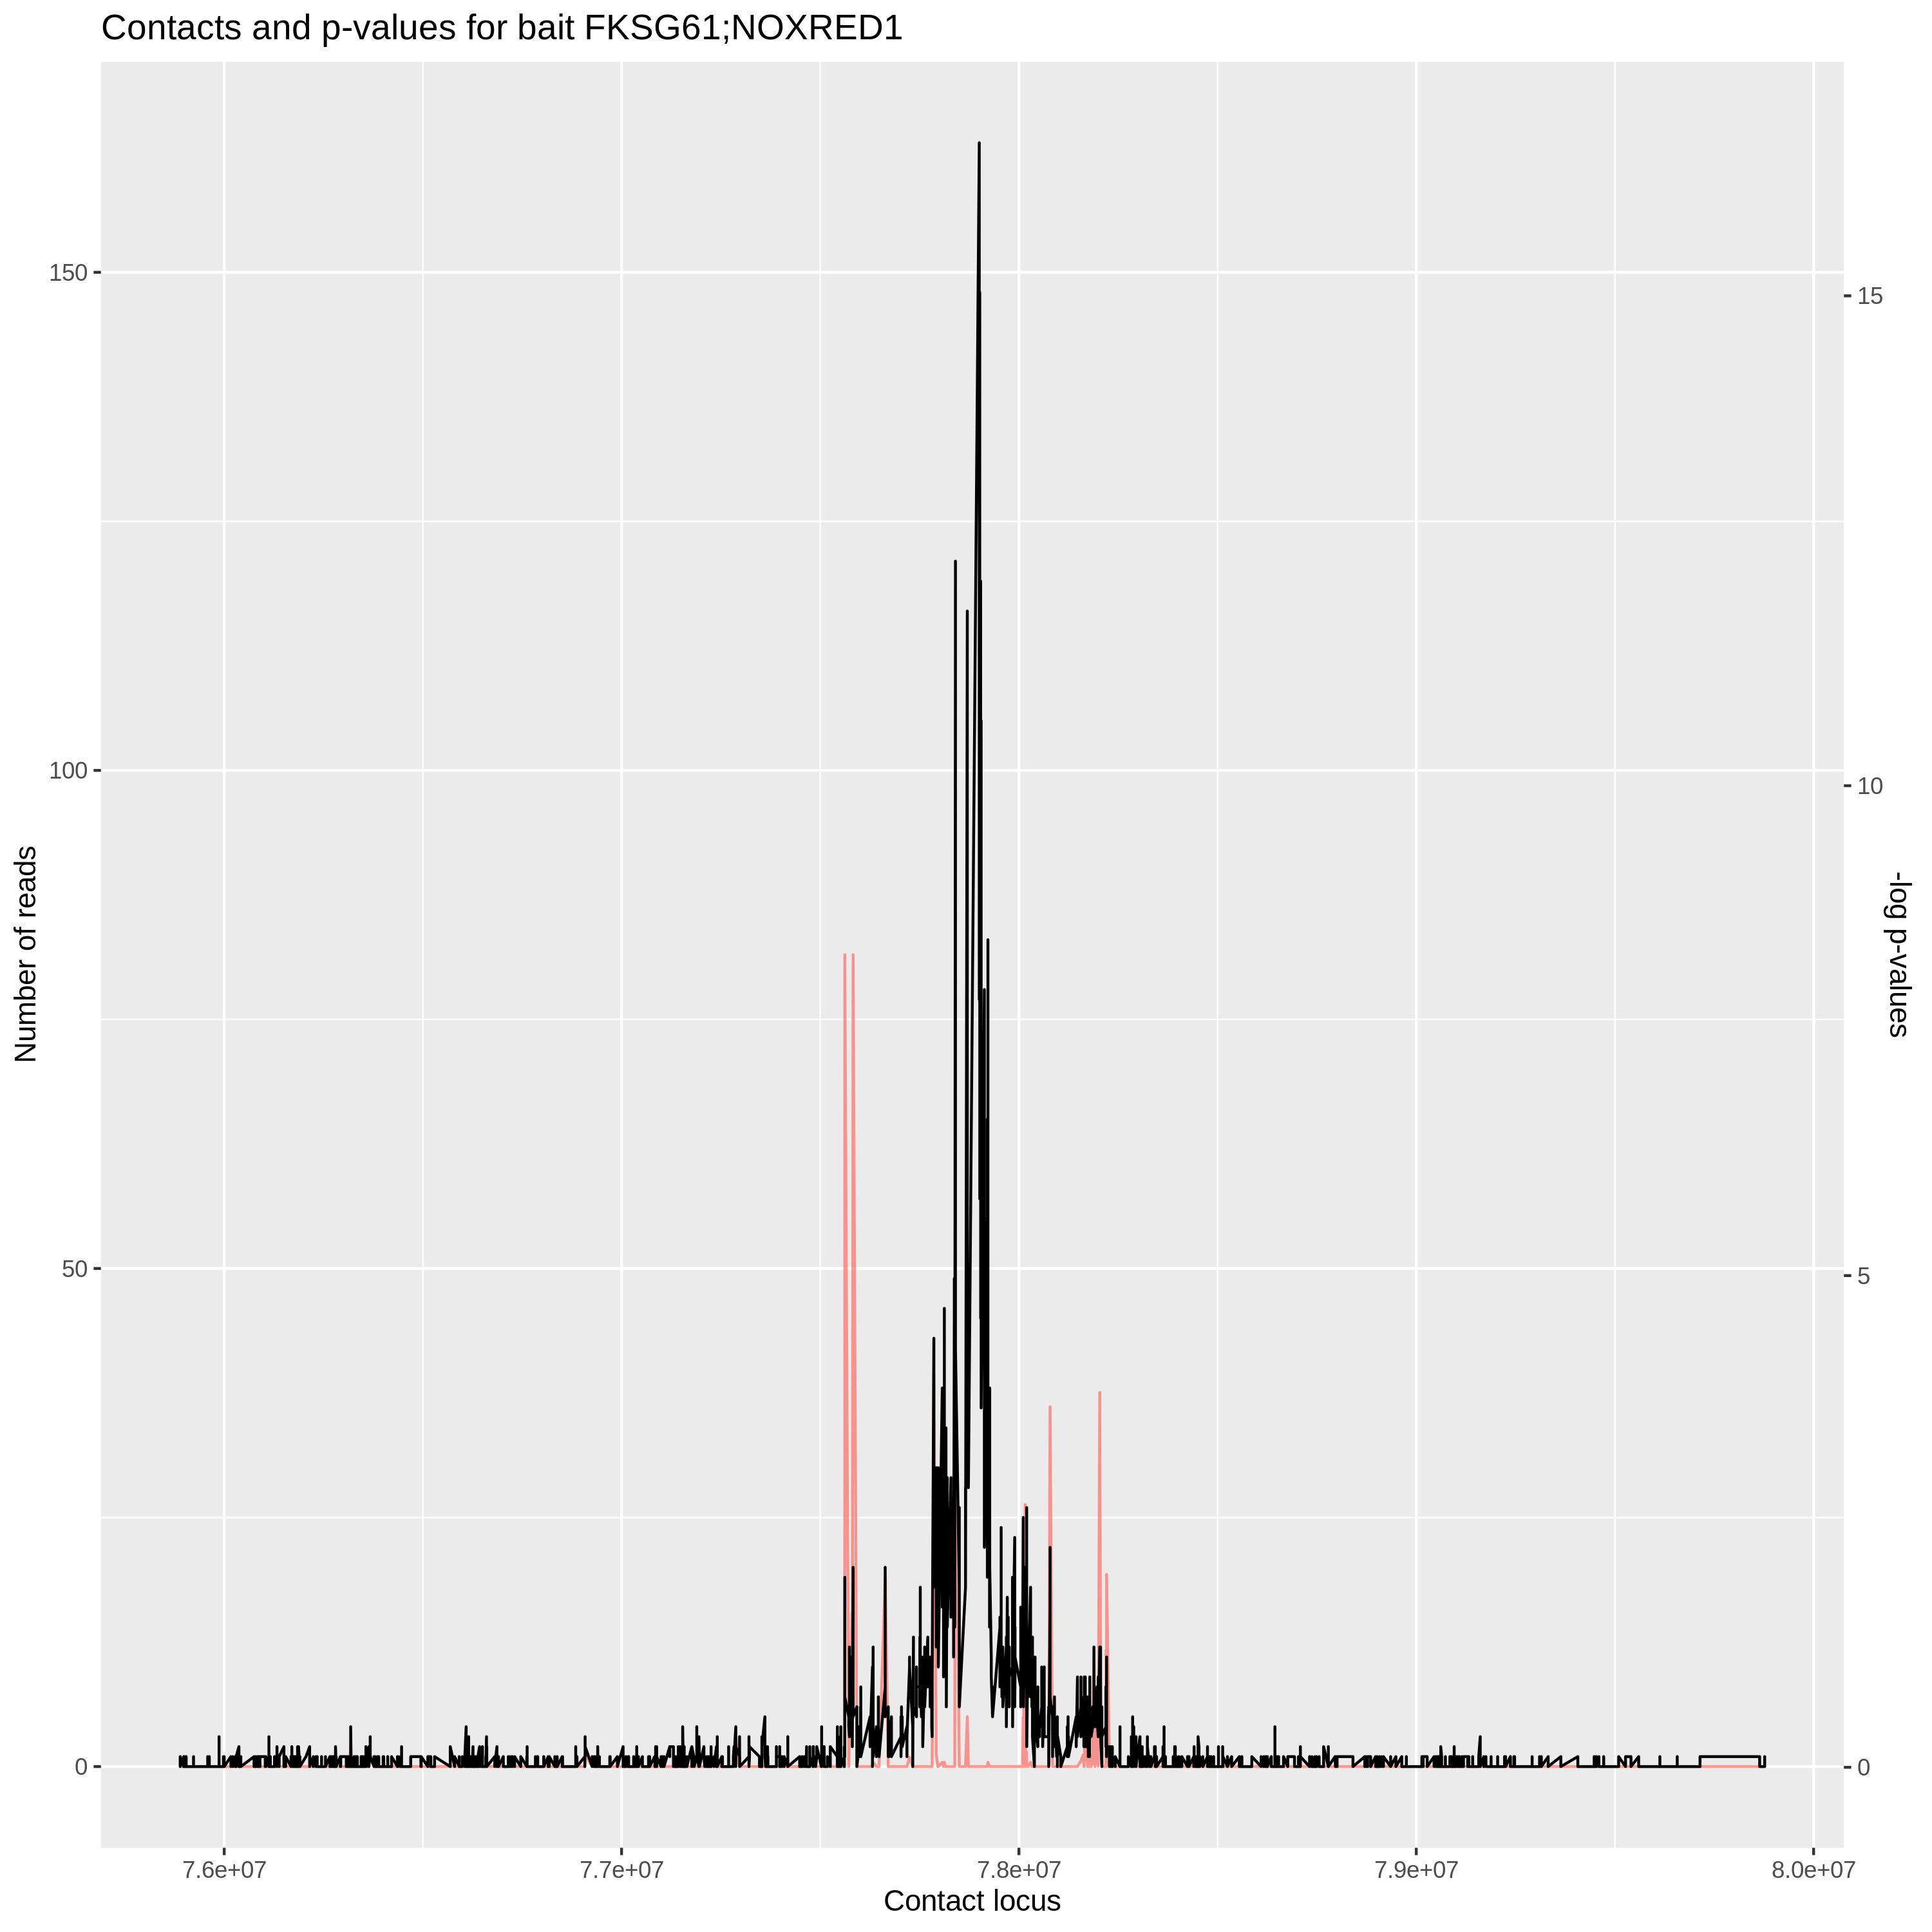 Contacts and p-values for bait FKSG61;NOXRED1
150
100
50
0
Number of reads
15
10
5
0
-log p-values
7.6e+07
7.7e+07
7.8e+07
7.9e+07
8.0e+07
Contact locus